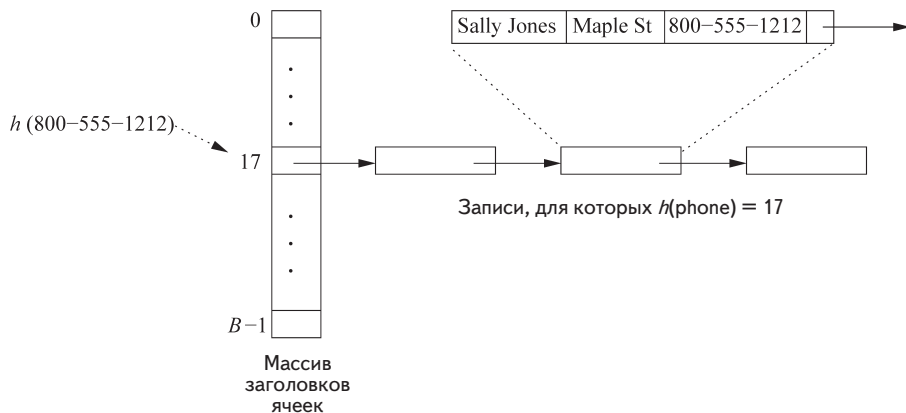 0
Sally Jones Maple St 800−555−1212
h (800−555−1212)
17
Записи, для которых h(phone) = 17
B−1
Массив
заголовков
ячеек